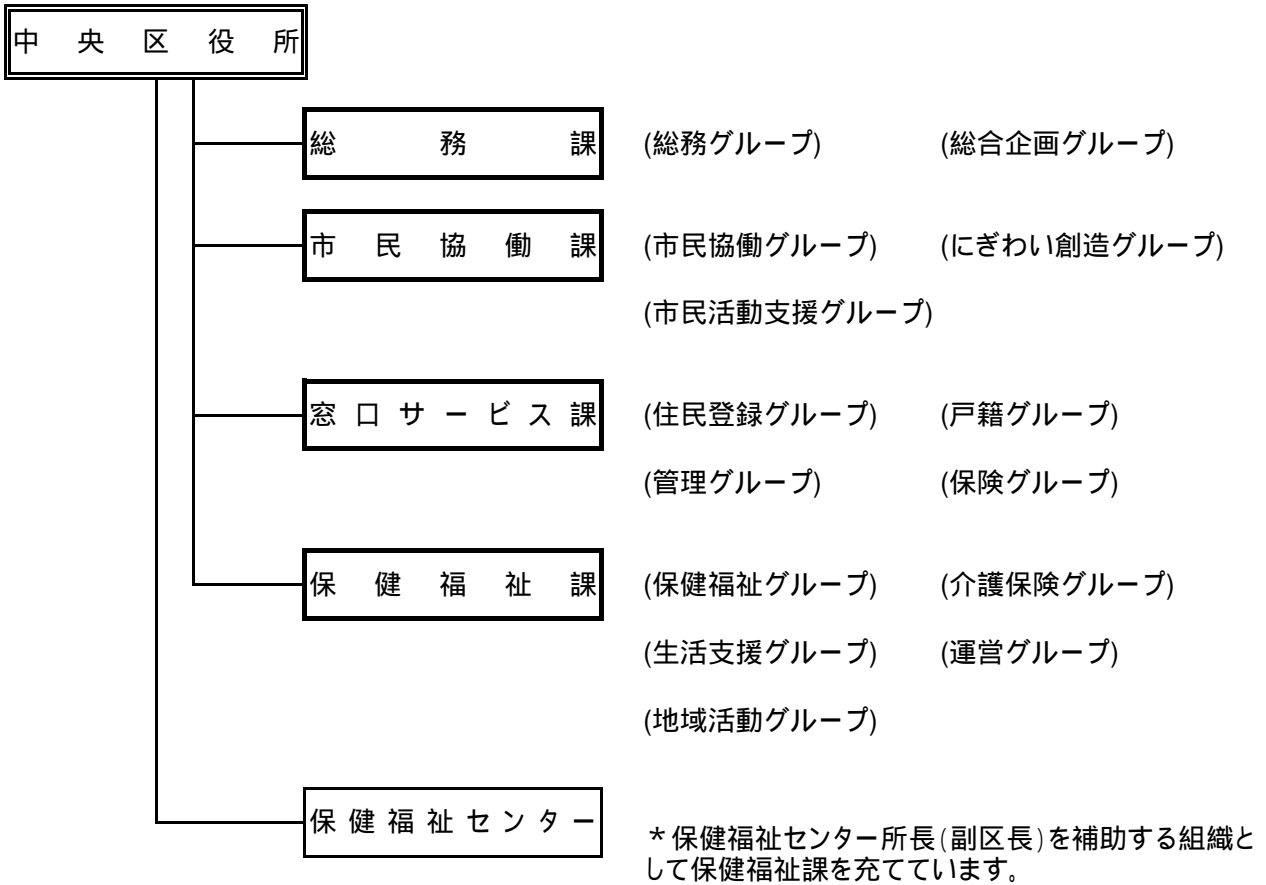 中央区役所
総務課 (総務グループ) (総合企画グループ)
市民協働課 (市民協働グループ) (にぎわい創造グループ)
(市民活動支援グループ)
窓口サービス課 (住民登録グループ) (戸籍グループ)
(管理グループ) (保険グループ)
保健福祉課 (保健福祉グループ) (介護保険グループ)
(生活支援グループ) (運営グループ)
(地域活動グループ)
保健福祉センター
＊保健福祉センター所長(副区長)を補助する組織と
して保健福祉課を充てています。